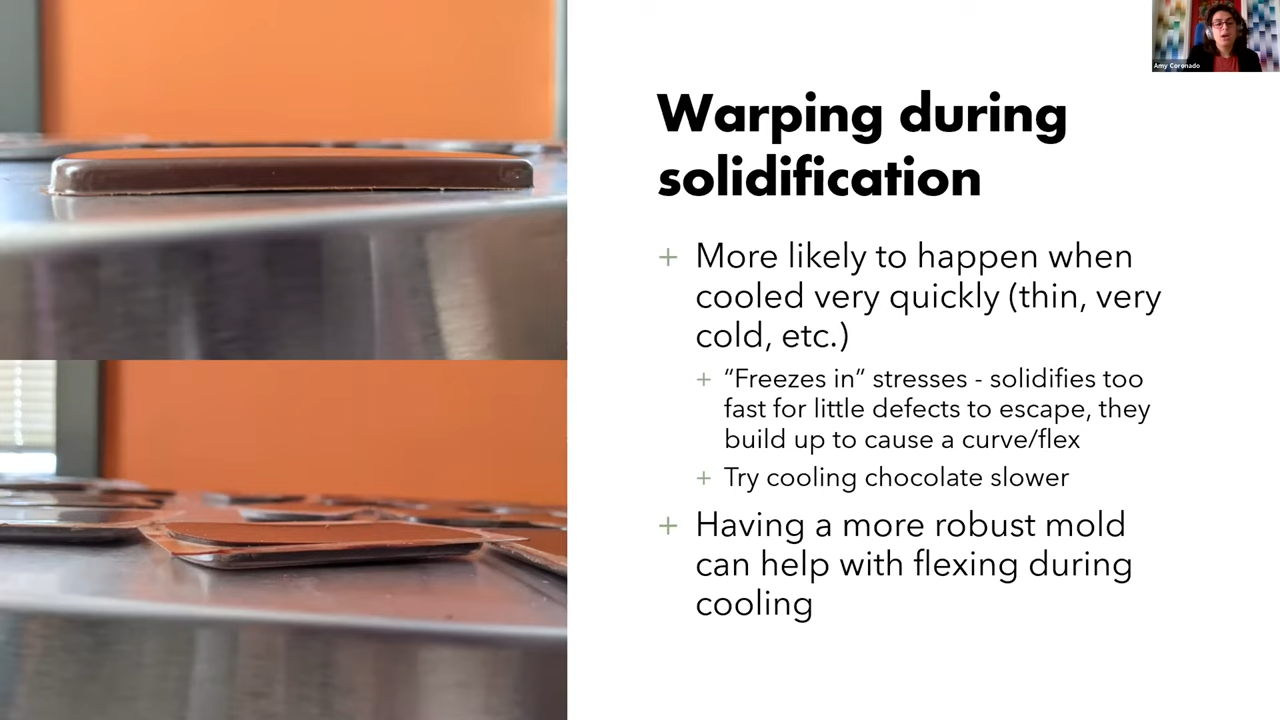 Amy Coronado
Warping during
solidification
+ More likely to happen when
cooled very quickly (thin, very
cold, etc.)
+ “Freezes in” stresses - solidifies too
fast for little defects to escape, they
build up to cause a curve/flex
+ Try cooling chocolate slower
+ Having a more robust mold
can help with flexing during
cooling